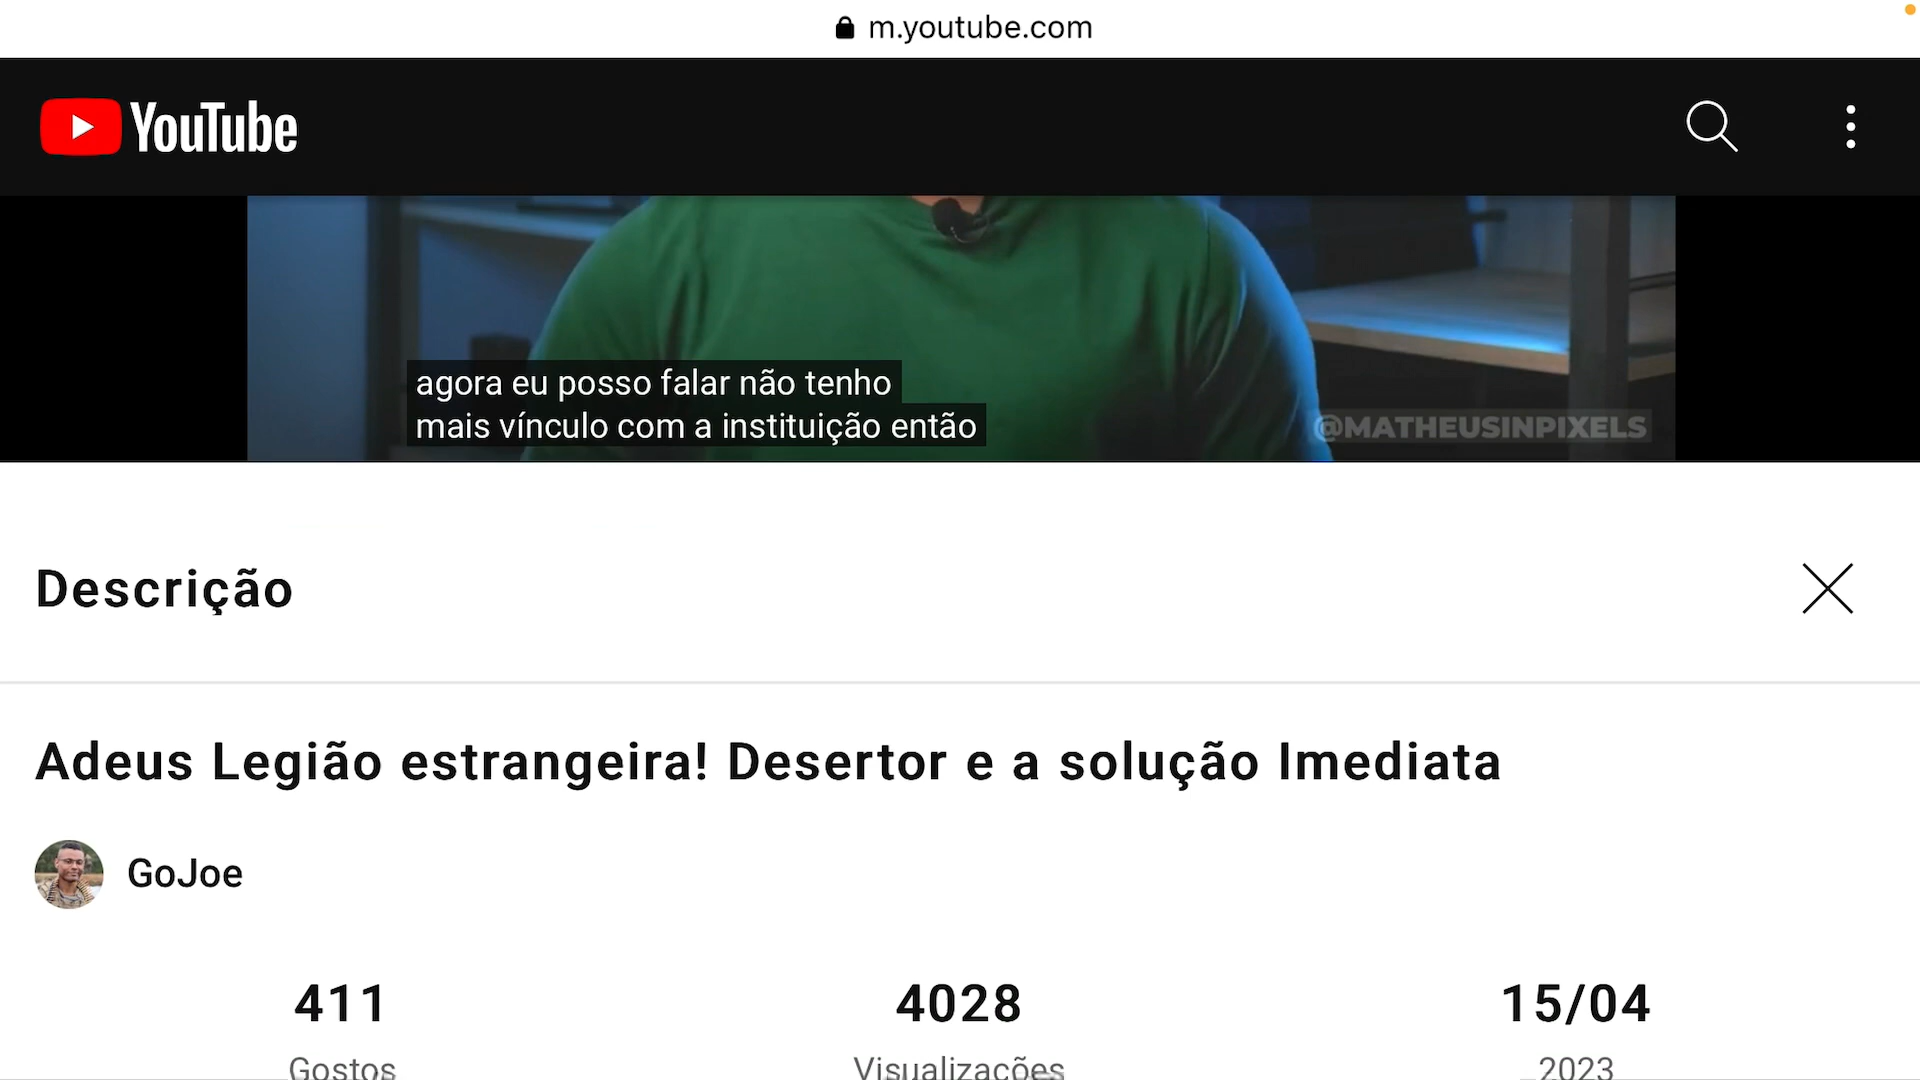 m.youtube.com
YouTube
agora eu posso falar não tenho
mais vínculo com a instituição então
@MATHEUSINPIXELS
Descrição
Adeus Legião estrangeira! Desertor e a solução Imediata
GoJoe
411 4028 15/04
Gostos Visualizações 2023